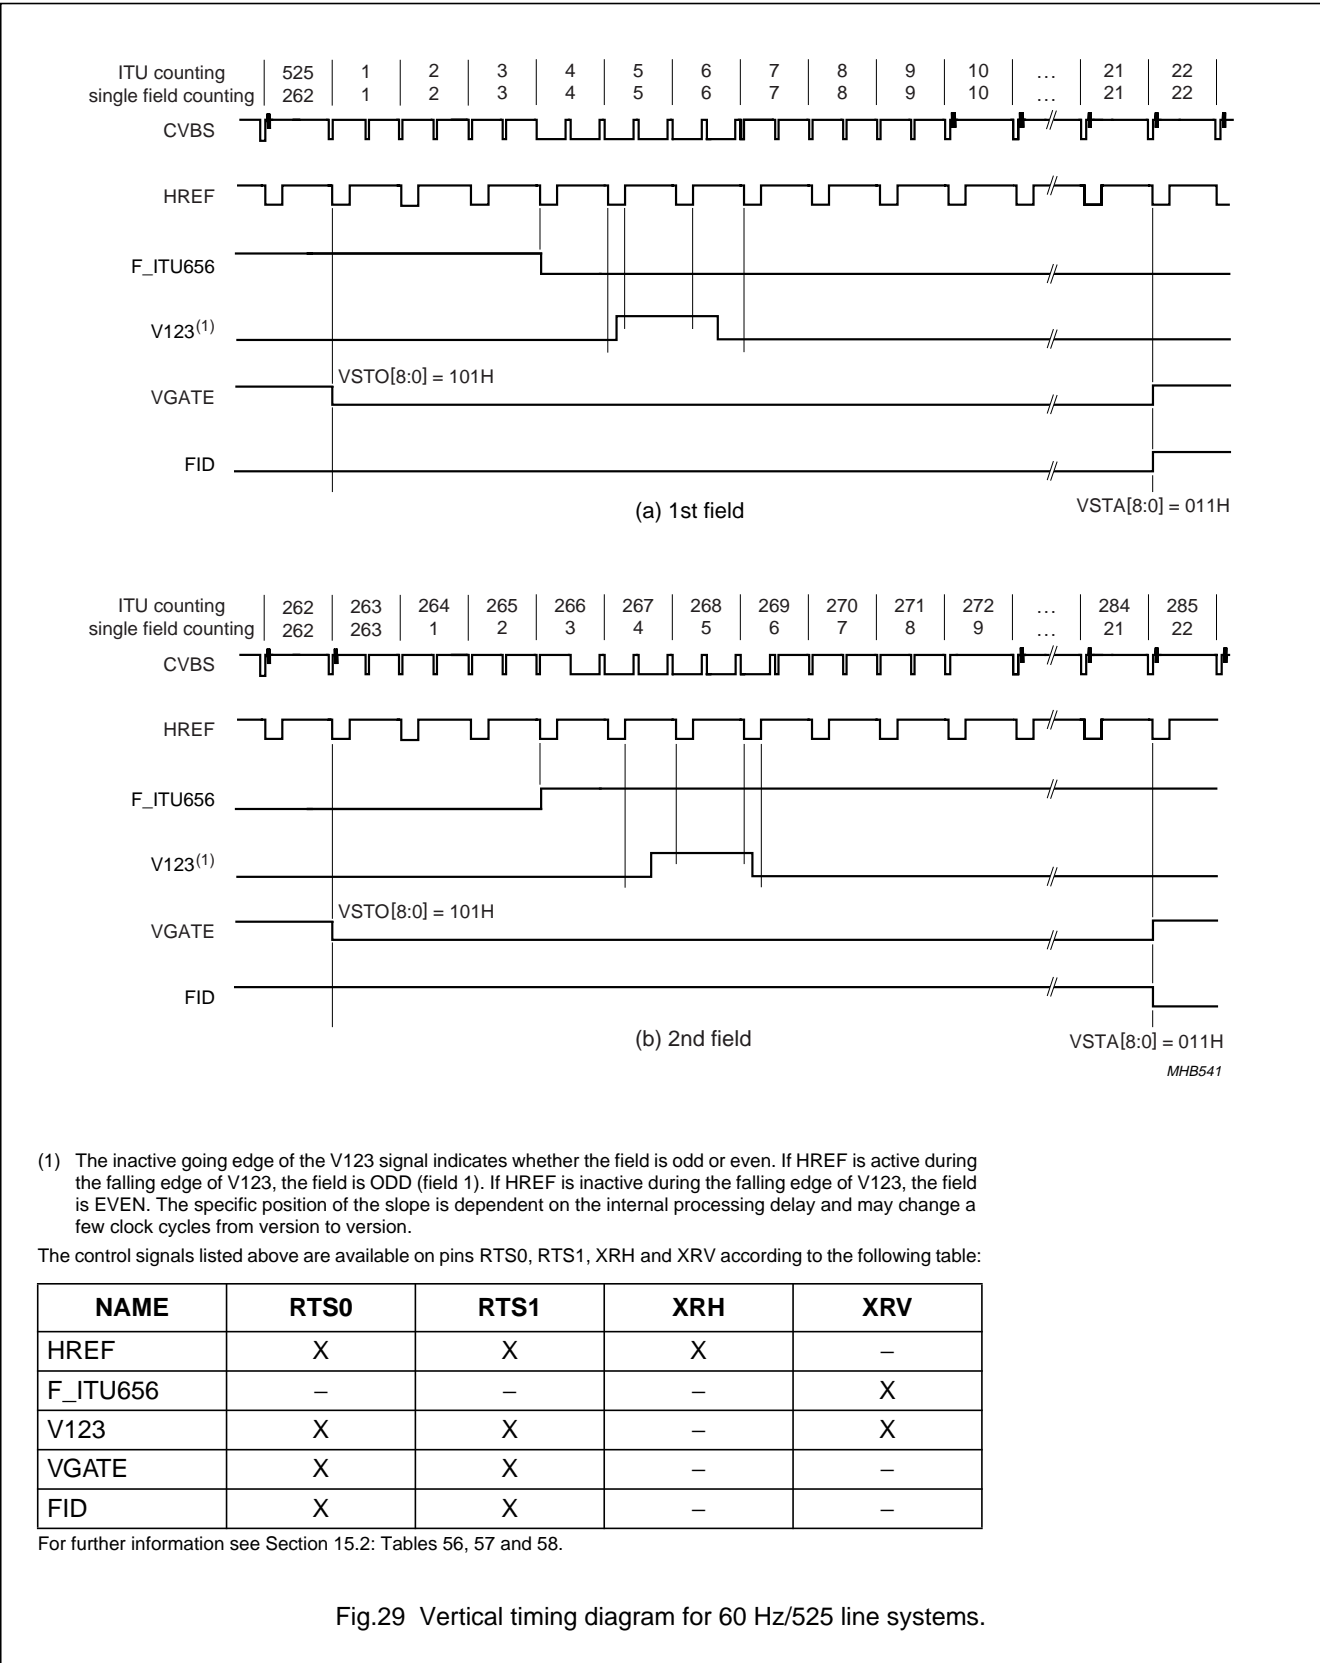 ITU counting 525 1 2 3 4 5 6 7 8 9 10 ... 21 22
single field counting 262 1 2 3 4 5 6 7 8 9 10 ... 21 22
CVBS
HREF
F_ITU656
V123(1)
VSTO[8:0] = 101H
VGATE
FID
VSTA[8:0] = 011H
(a) 1st field
ITU counting 262 263 264 265 266 267 268 269 270 271 272 ... 284 285
single field counting 262 263 1 2 3 4 5 6 7 8 9 ... 21 22
CVBS
HREF
F_ITU656
V123(1)
VSTO[8:0] = 101H
VGATE
FID
(b) 2nd field
VSTA[8:0] = 011H
MHB541
(1) The inactive going edge of the V123 signal indicates whether the field is odd or even. If HREF is active during
the falling edge of V123, the field is ODD (field 1). If HREF is inactive during the falling edge of V123, the field
is EVEN. The specific position of the slope is dependent on the internal processing delay and may change a
few clock cycles from version to version.
The control signals listed above are available on pins RTS0, RTS1, XRH and XRV according to the following table:
NAME RTS0 RTS1 XRH XRV
HREF X X X –
F_ITU656 – – – X
V123 X X – X
VGATE X X – –
FID X X – –
For further information see Section 15.2: Tables 56, 57 and 58.
Fig.29 Vertical timing diagram for 60 Hz/525 line systems.